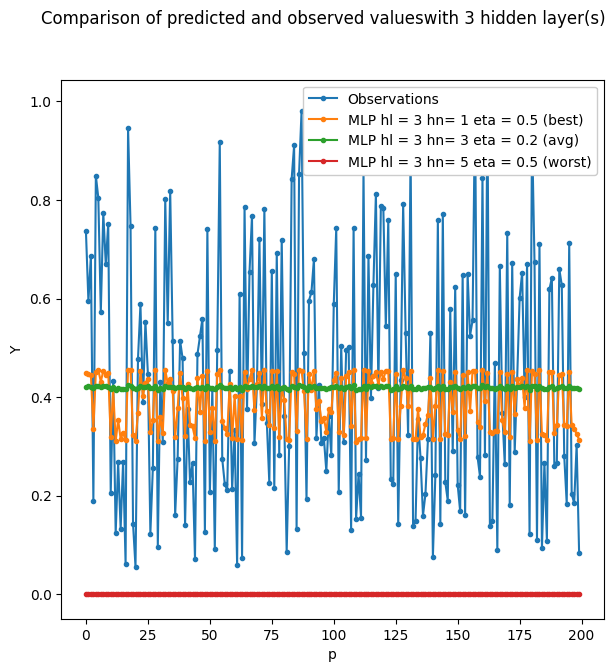 Comparison of predicted and observed valueswith 3 hidden layer(s)
Observations
MLP hl = 3 hn= 1 eta = 0.5 (best)
MLP hl = 3 hn= 3 eta = 0.2 (avg)
MLP hl = 3 hn= 5 eta = 0.5 (worst)
1.0
0.8
0.6
Y
0.4
0.2
0.0
0 25 50 75 100 125 150 175 200
p